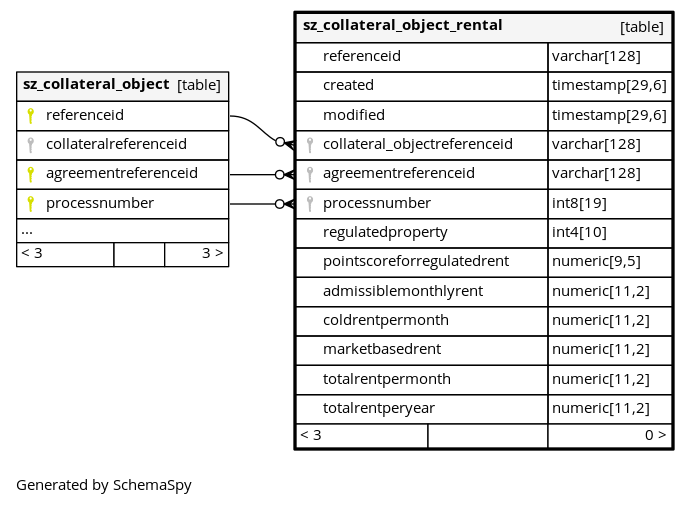 sz_collateral_object [table]
referenceid
collateralreferenceid
agreementreferenceid
processnumber
...
< 3 3 >
sz_collateral_object_rental [table]
referenceid varchar[128]
created timestamp[29,6]
modified timestamp[29,6]
collateral_objectreferenceid varchar[128]
agreementreferenceid varchar[128]
processnumber int8[19]
regulatedproperty int4[10]
pointscoreforregulatedrent numeric[9,5]
admissiblemonthlyrent numeric[11,2]
coldrentpermonth numeric[11,2]
marketbasedrent numeric[11,2]
totalrentpermonth numeric[11,2]
totalrentperyear numeric[11,2]
< 3 0 >
Generated by SchemaSpy